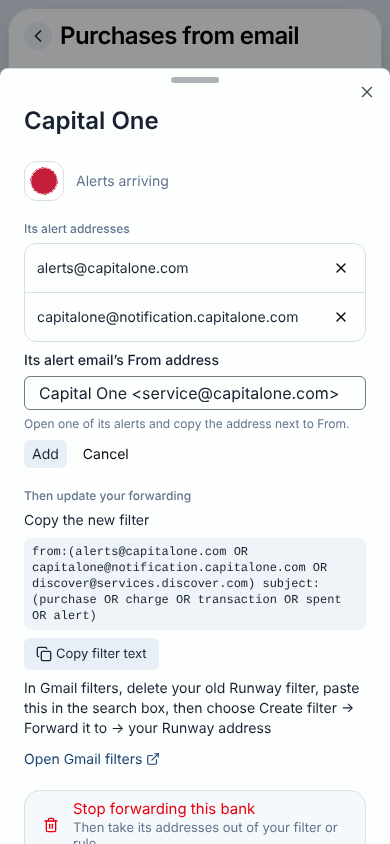 Purchases from email
Capital One
Alerts arriving
Its alert addresses
alerts@capitalone.com
capitalone@notification.capitalone.com
Its alert email's From address
Capital One <service@capitalone.com>
Open one of its alerts and copy the address next to From.
Add Cancel
Then update your forwarding
Copy the new filter
from:(alerts@capitalone.com OR
capitalone@notification.capitalone.com OR
discover@services.discover.com) subject:
(purchase OR charge OR transaction OR spent
OR alert)
Copy filter text
In Gmail filters, delete your old Runway filter, paste
this in the search box, then choose Create filter →
Forward it to → your Runway address
Open Gmail filters
Stop forwarding this bank
Then take its addresses out of your filter or
rule